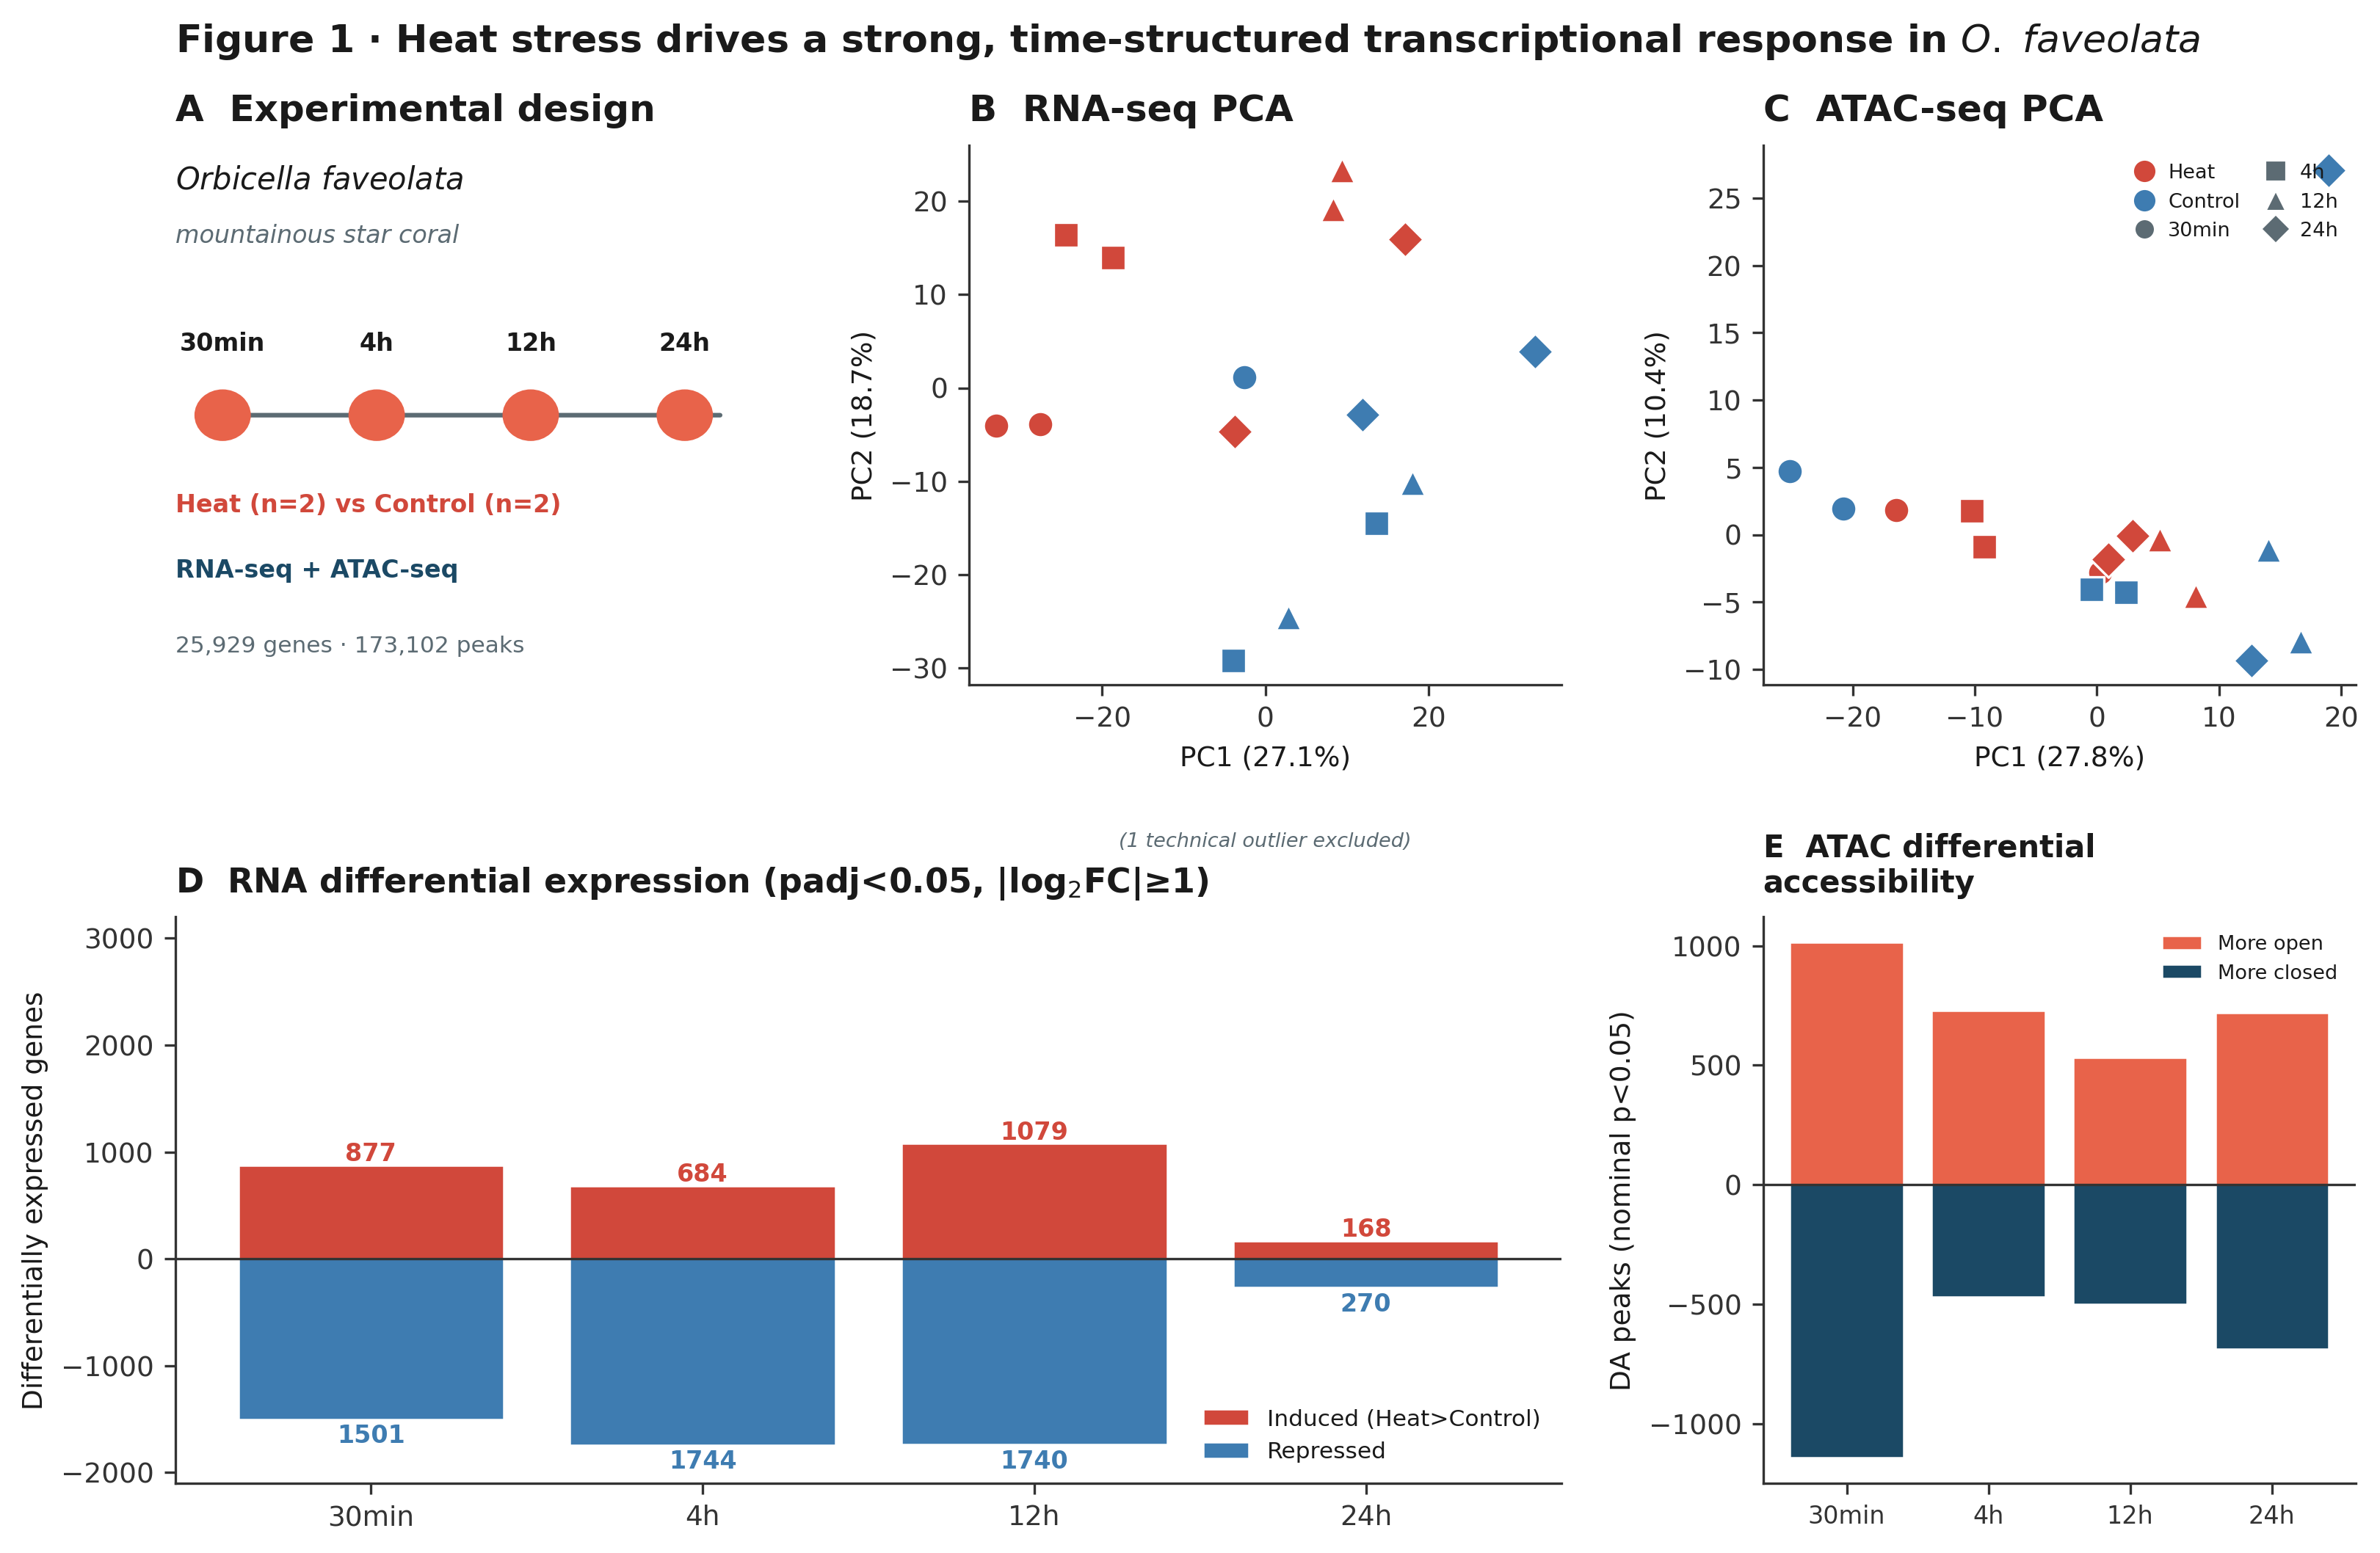 Figure 1 · Heat stress drives a strong, time-structured transcriptional response in O. faveolata
A Experimental design
Orbicella faveolata
mountainous star coral
30min 4h 12h 24h
Heat (n=2) vs Control (n=2)
RNA-seq + ATAC-seq
25,929 genes · 173,102 peaks
B RNA-seq PCA
PC2 (18.7%)
20
10
0
−10
−20
−30
−20 0 20
PC1 (27.1%)
(1 technical outlier excluded)
C ATAC-seq PCA
Heat
Control
30min
4h
12h
24h
PC2 (10.4%)
25
20
15
10
5
0
−5
−10
−20 −10 0 10 20
PC1 (27.8%)
D RNA differential expression (padj<0.05, |log₂FC|≥1)
Differentially expressed genes
3000
2000
1000
0
−1000
−2000
877
684
1079
168
1501
1744
1740
270
Induced (Heat>Control)
Repressed
30min 4h 12h 24h
E ATAC differential
accessibility
More open
More closed
DA peaks (nominal p<0.05)
1000
500
0
−500
−1000
30min 4h 12h 24h